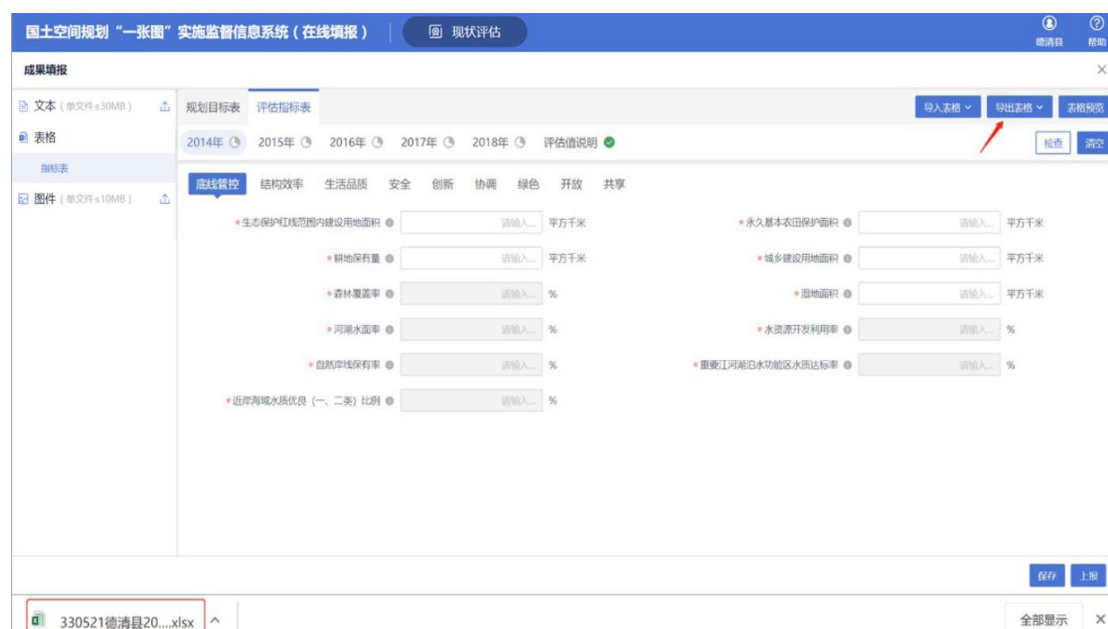 国土空间规划“一张图”实施监督信息系统（在线填报） 现状评估 德清县 帮助
成果填报
文本（单文件≤30MB） 规划目标表 评估指标表 导入表格 导出表格 表格预览
表格 2014年 2015年 2016年 2017年 2018年 评估值说明 检查 清空
指标表 底线管控 结构效率 生活品质 安全 创新 协调 绿色 开放 共享
图件（单文件≤10MB）
*生态保护红线范围内建设用地面积 请输入... 平方千米 *永久基本农田保护面积 请输入... 平方千米
*耕地保有量 请输入... 平方千米 *城乡建设用地面积 请输入... 平方千米
*森林覆盖率 请输入... % *湿地面积 请输入... 平方千米
*河湖水面率 请输入... % *水资源开发利用率 请输入... %
*自然岸线保有率 请输入... % *重要江河湖泊水功能区水质达标率 请输入... %
*近岸海域水质优良（一、二类）比例 请输入... %
保存 上报
330521德清县20....xlsx 全部显示